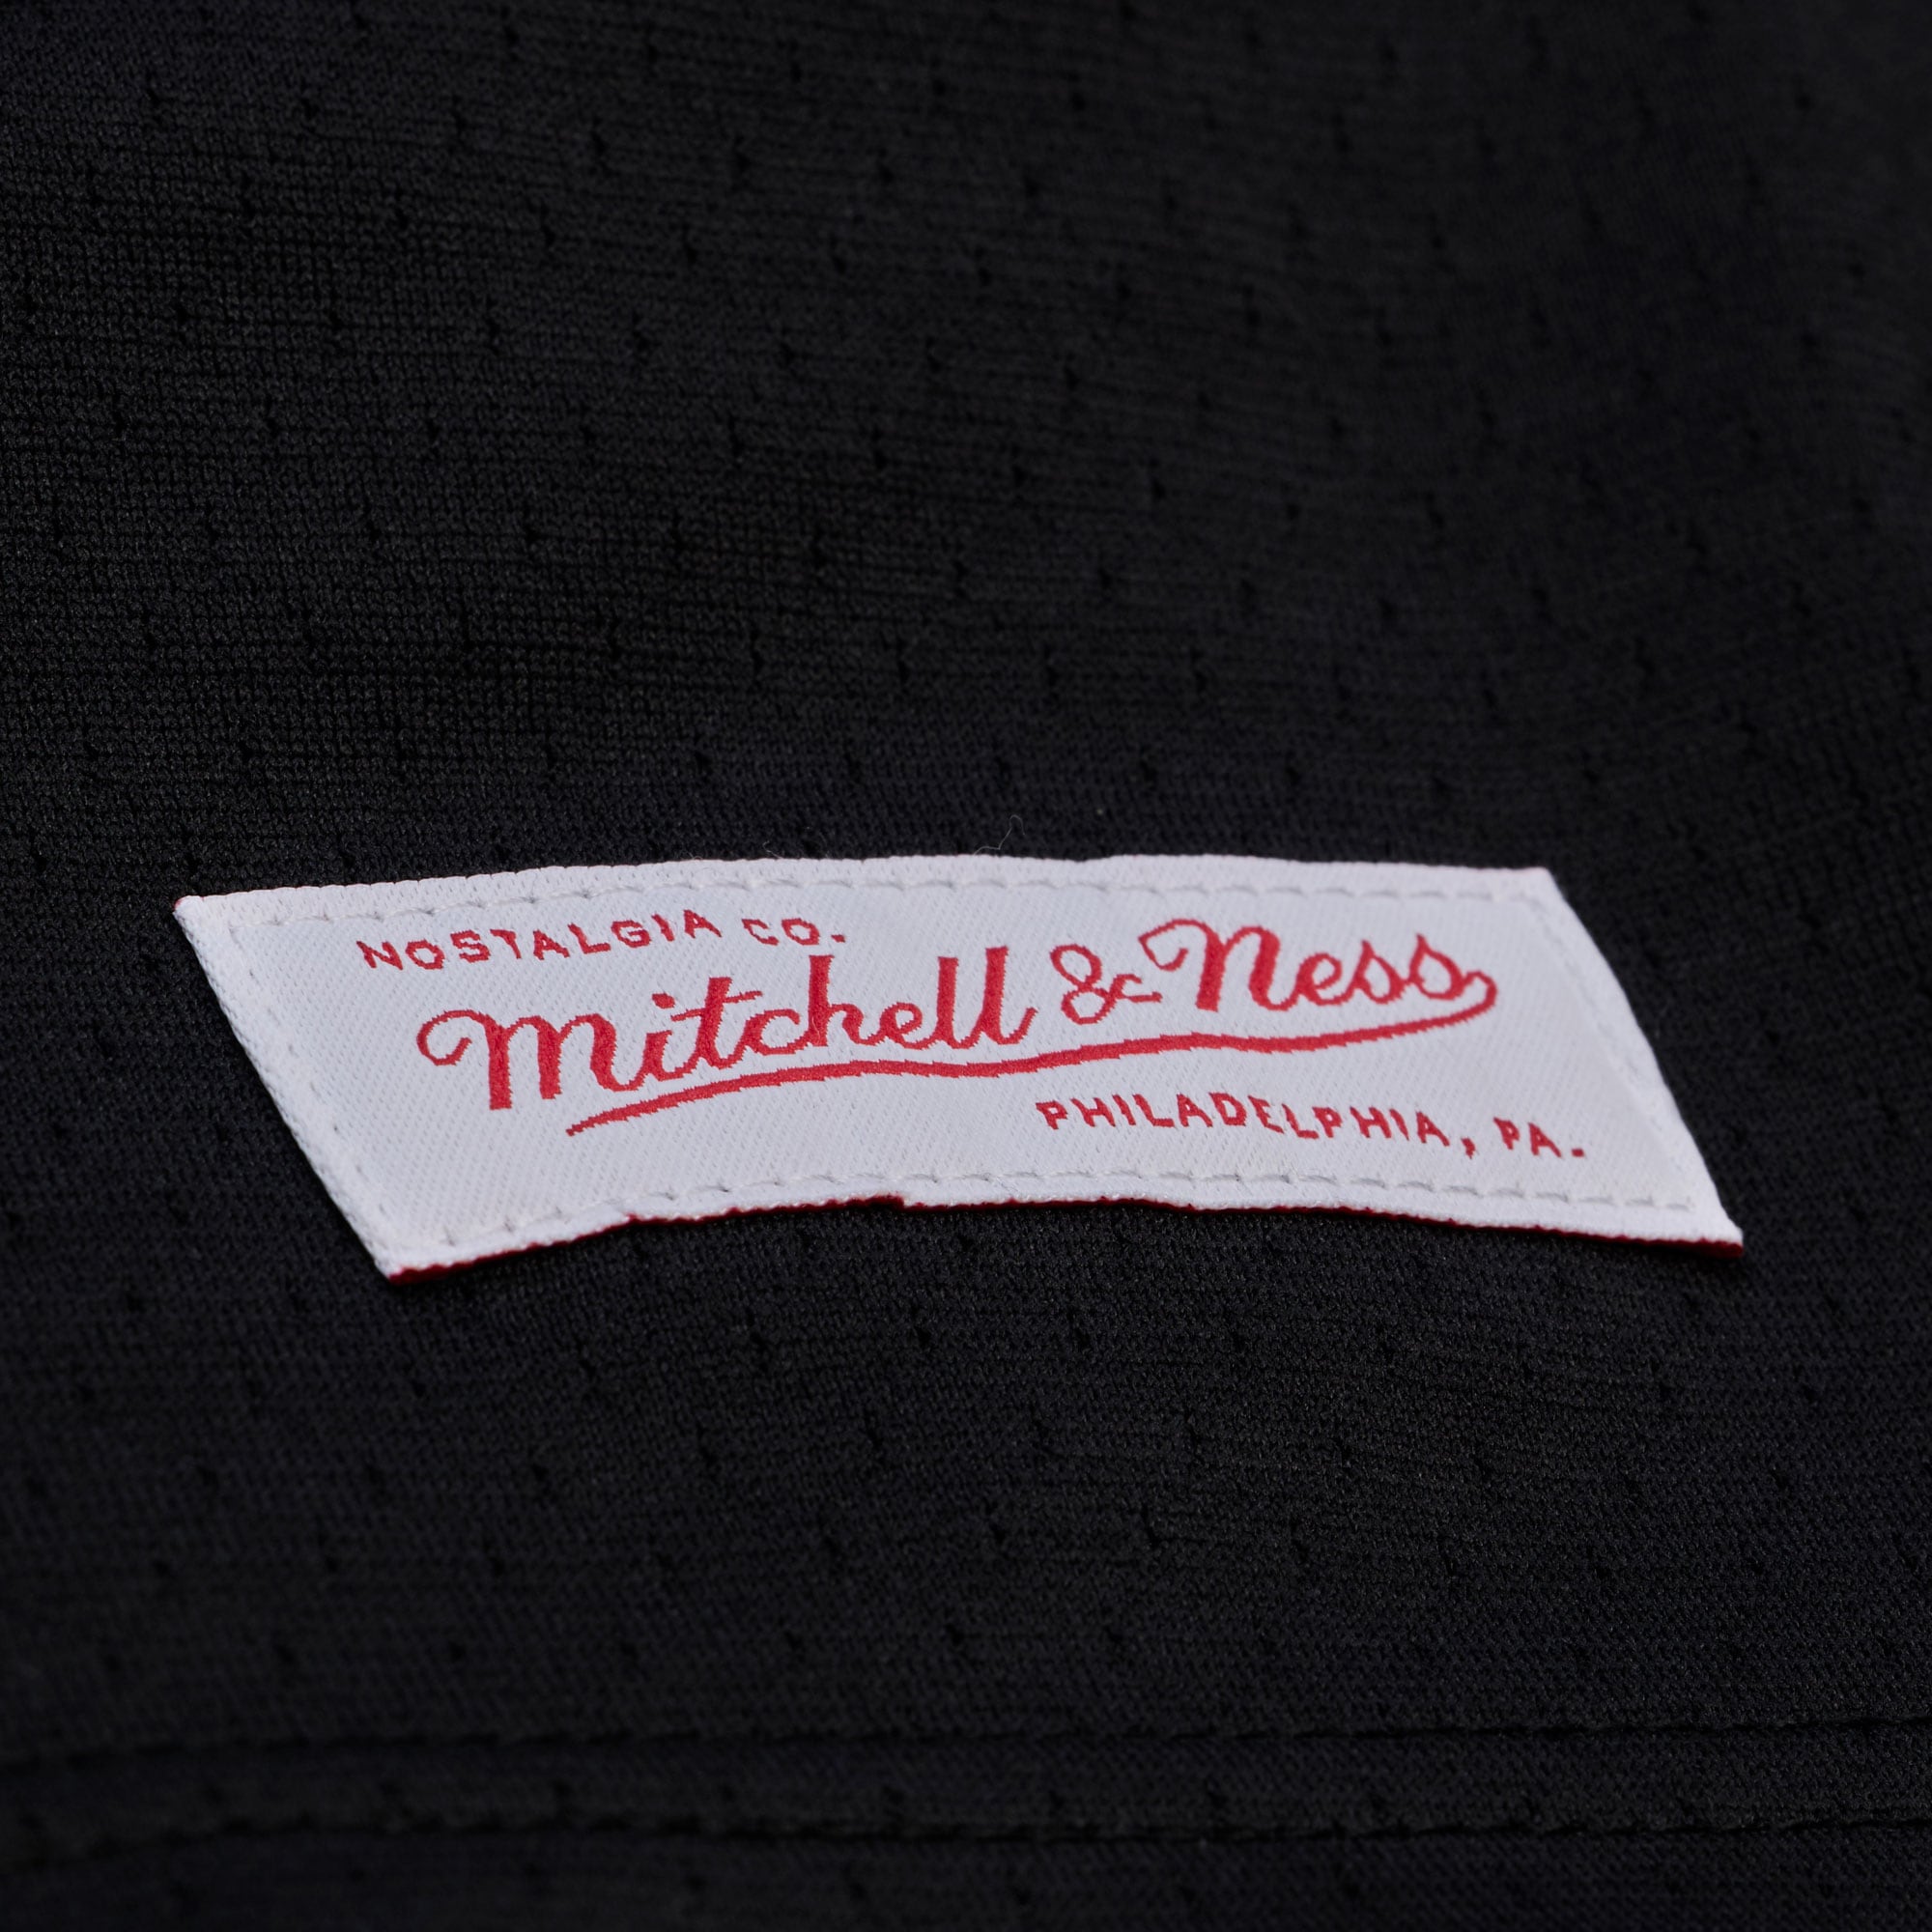 NOSTALGIA CO.
Mitchell & Ness
PHILADELPHIA, PA.